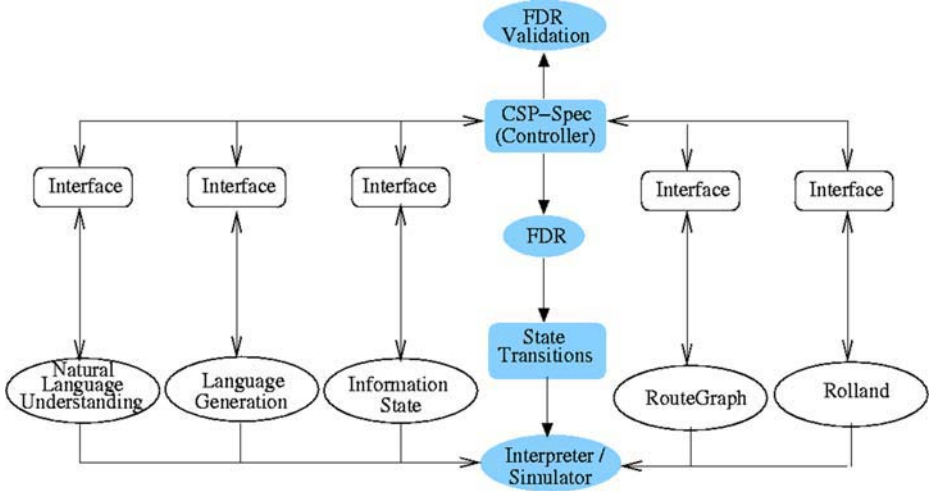 FDR
Validation
CSP–Spec
(Controller)
Interface
Interface
Interface
Interface
Interface
FDR
State
Transitions
Natural
Language
Understanding
Language
Generation
Information
State
RouteGraph
Rolland
Interpreter /
Simulator